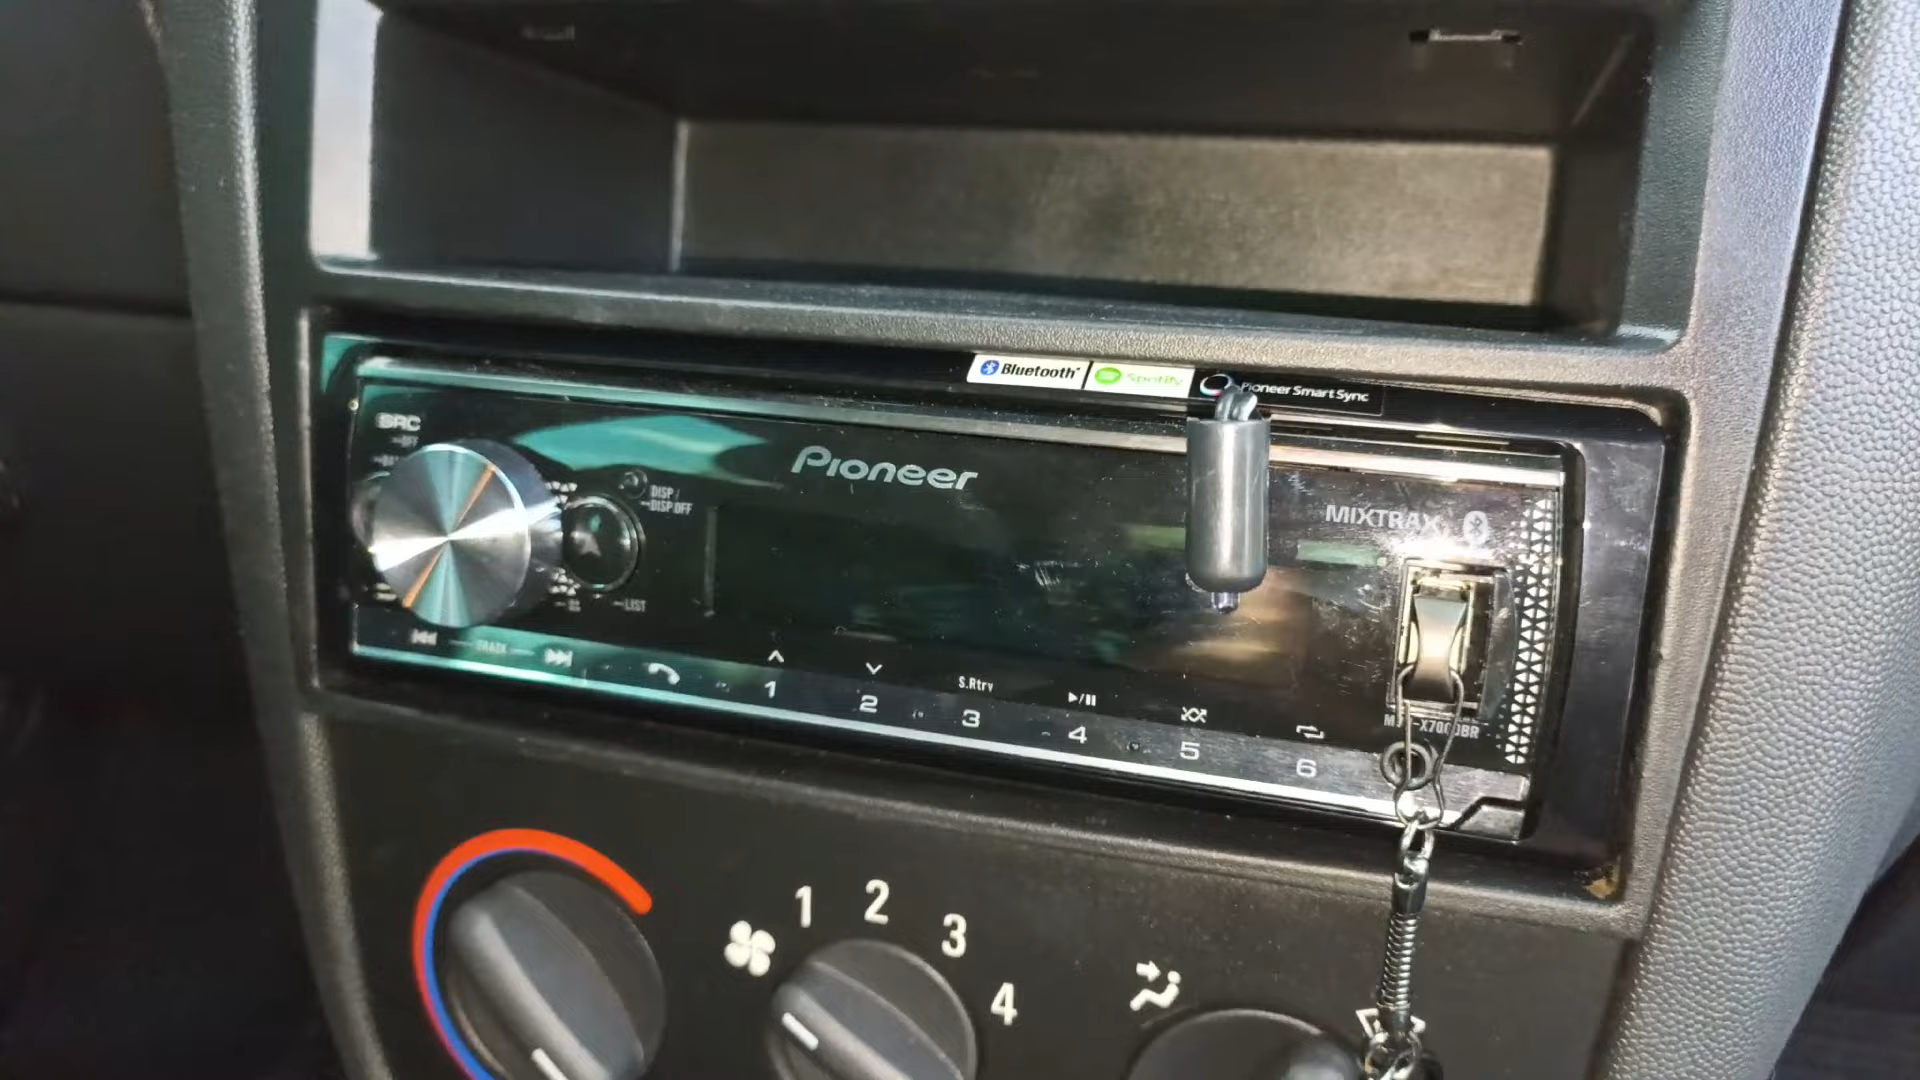 Bluetooth
Spotify
Pioneer Smart Sync
SRC
Pioneer
DISP /
DISP OFF
MIXTRAX
LIST
TRACK
S.Rtrv
1
2
3
4
5
6
1
2
3
4